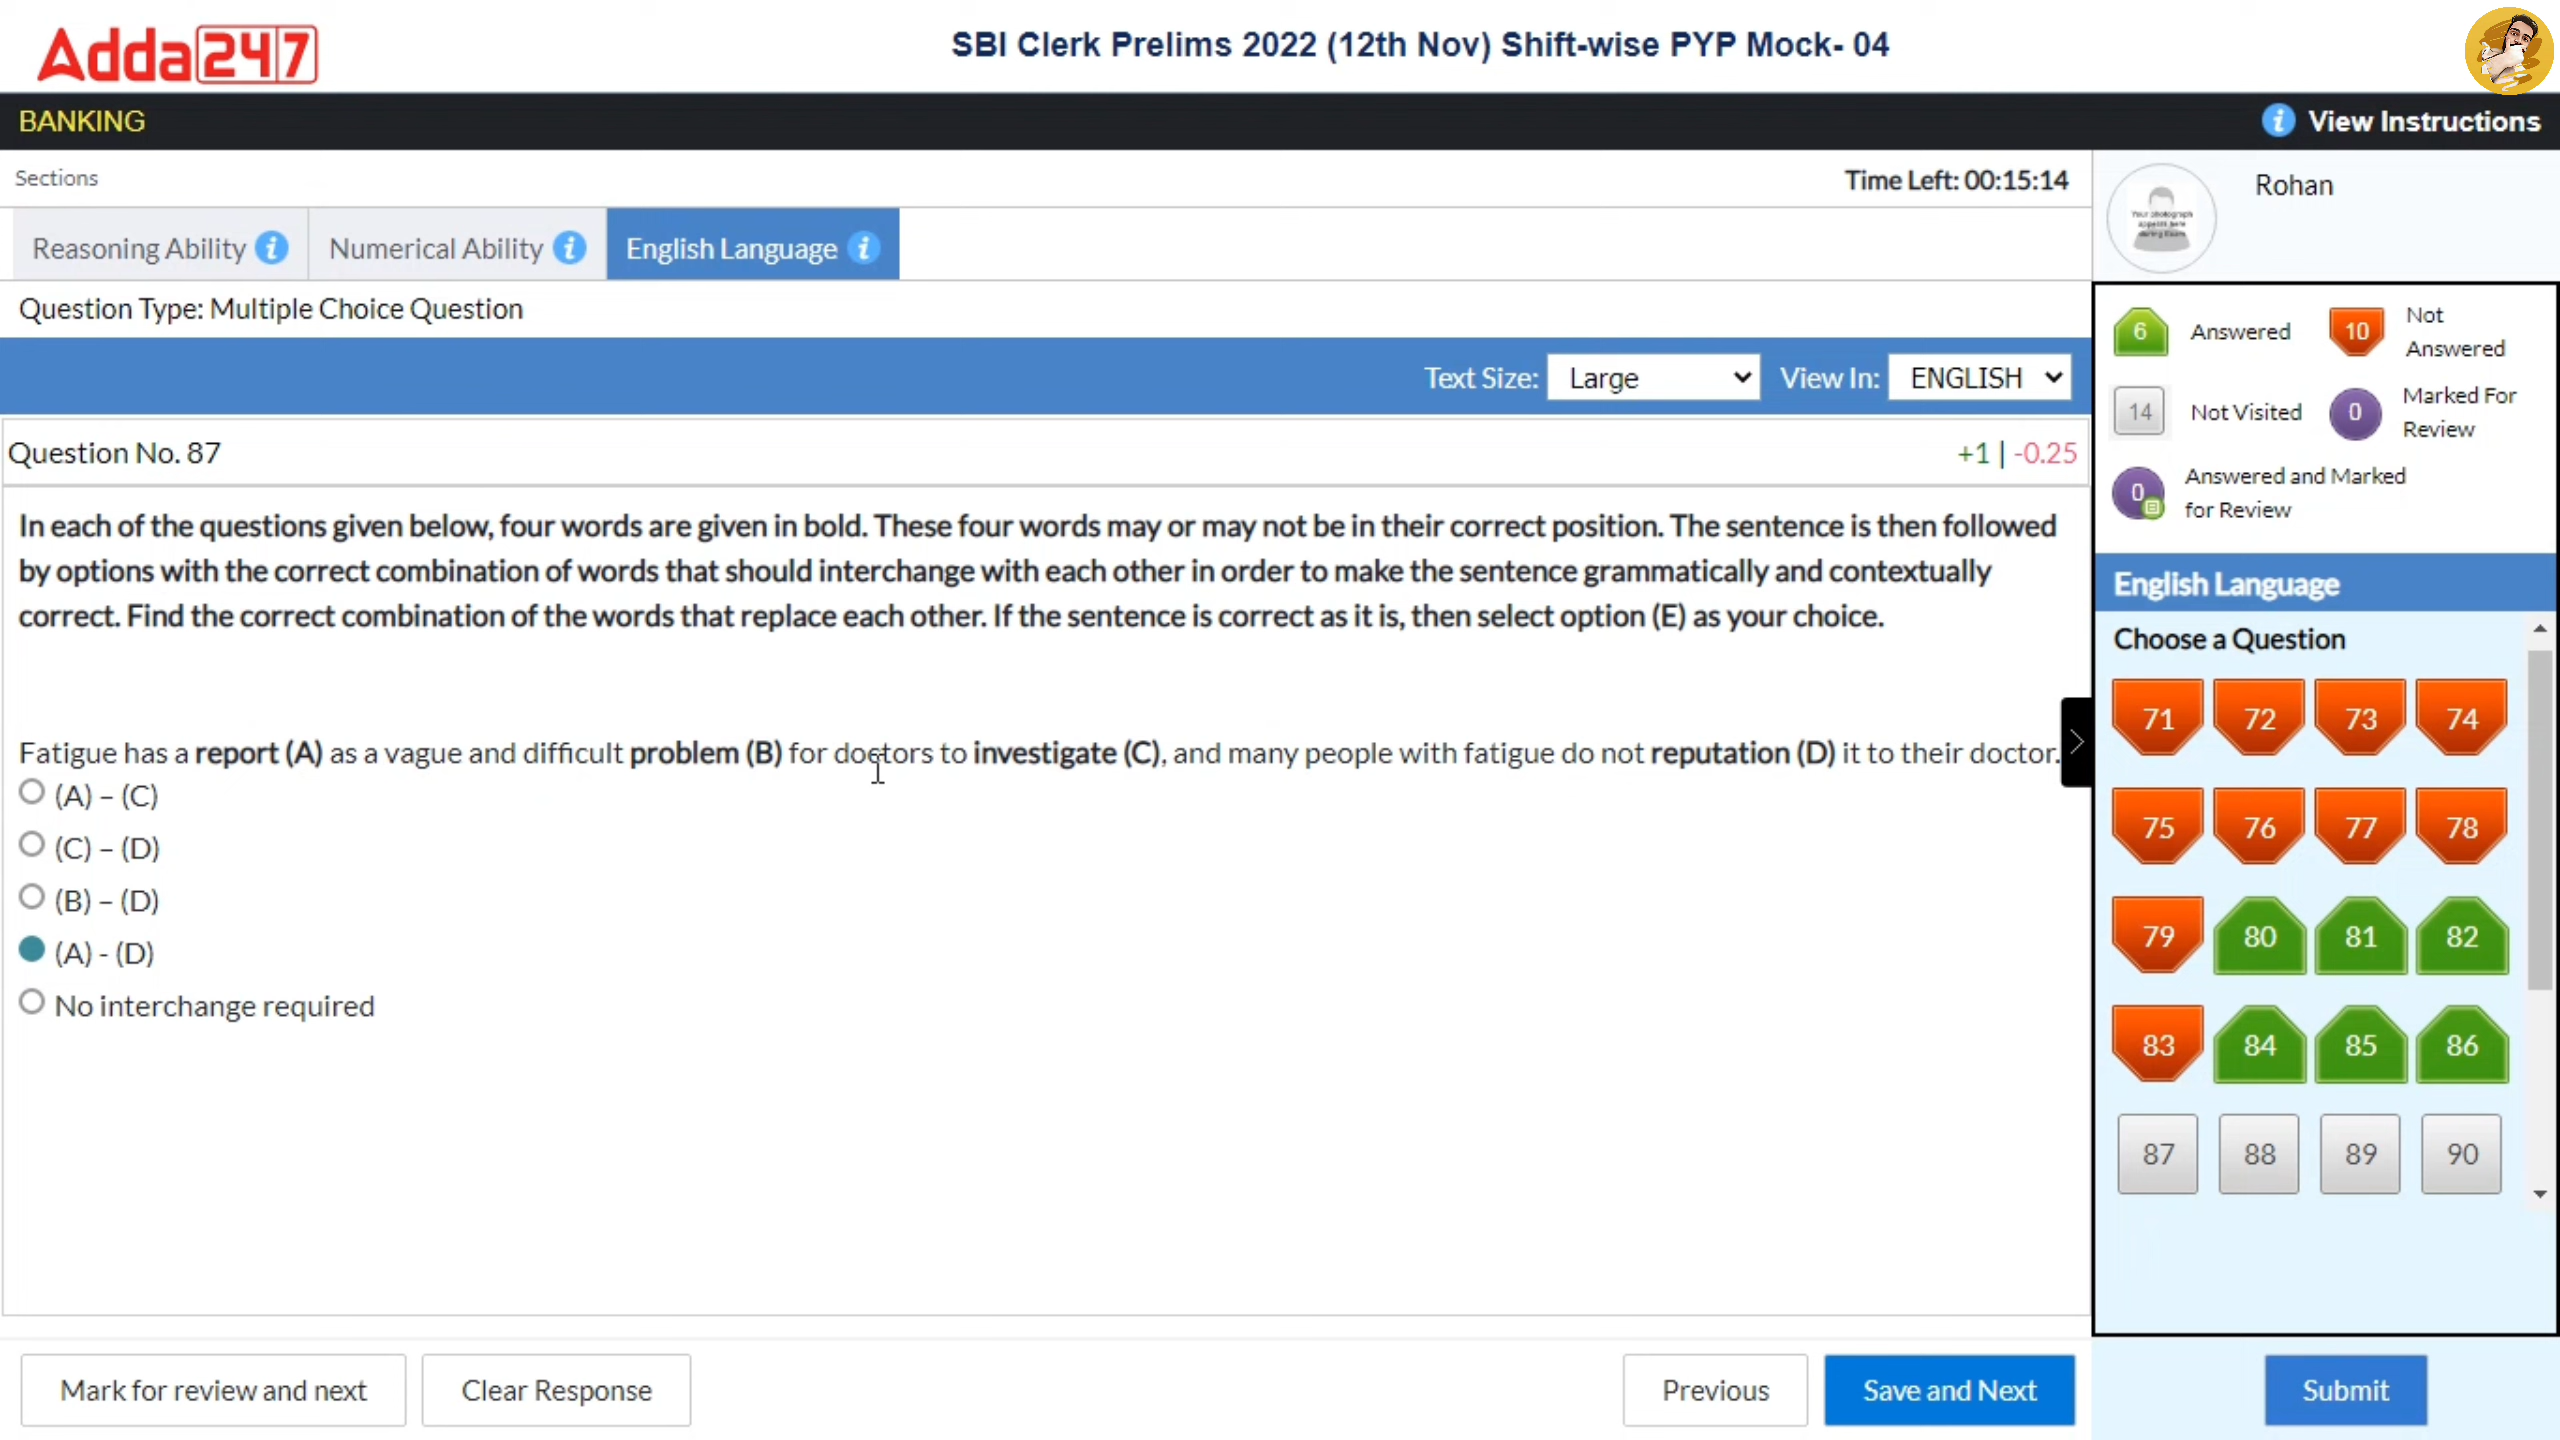 Adda247
SBI Clerk Prelims 2022 (12th Nov) Shift-wise PYP Mock- 04
BANKING
View Instructions
Sections
Time Left: 00:15:14
Rohan
Reasoning Ability
Numerical Ability
English Language
Question Type: Multiple Choice Question
6 Answered
10 Not Answered
14 Not Visited
0 Marked For Review
0 Answered and Marked for Review
Text Size: Large
View In: ENGLISH
Question No. 87
+1 | -0.25
In each of the questions given below, four words are given in bold. These four words may or may not be in their correct position. The sentence is then followed
by options with the correct combination of words that should interchange with each other in order to make the sentence grammatically and contextually
correct. Find the correct combination of the words that replace each other. If the sentence is correct as it is, then select option (E) as your choice.
Fatigue has a report (A) as a vague and difficult problem (B) for doctors to investigate (C), and many people with fatigue do not reputation (D) it to their doctor.
(A) – (C)
(C) – (D)
(B) – (D)
(A) - (D)
No interchange required
English Language
Choose a Question
71 72 73 74
75 76 77 78
79 80 81 82
83 84 85 86
87 88 89 90
Mark for review and next
Clear Response
Previous
Save and Next
Submit